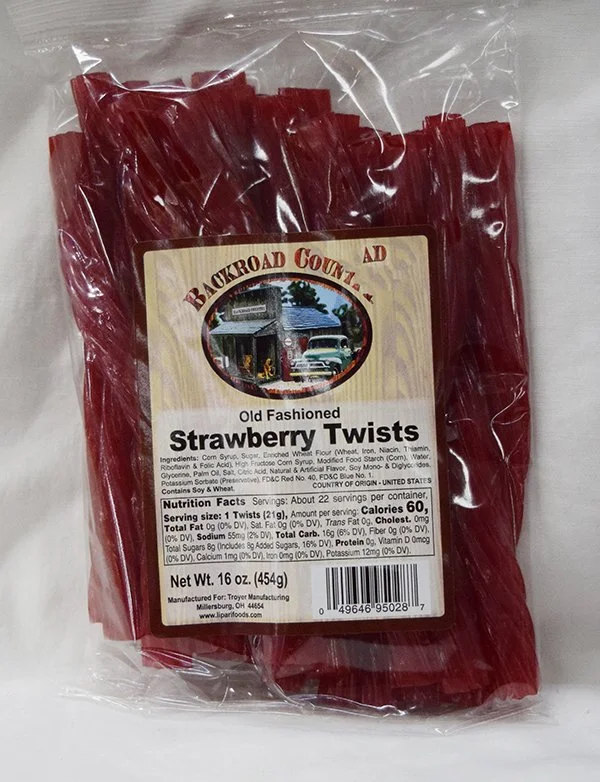 BACKROAD COUNT
AD
Old Fashioned
Strawberry Twists
Ingredients: Corn Syrup, Sugar, Enriched Wheat Flour (Wheat, Iron, Niacin, Thiamin,
Riboflavin & Folic Acid), High Fructose Corn Syrup, Modified Food Starch (Corn), Water,
Glycerine, Palm Oil, Salt, Citric Acid, Natural & Artificial Flavor, Soy Mono- & Diglycerides,
Potassium Sorbate (Preservative), FD&C Red No. 40, FD&C Blue No. 1.
Contains Soy & Wheat. COUNTRY OF ORIGIN - UNITED STATES
Nutrition Facts Servings: About 22 servings per container,
Serving size: 1 Twists (21g), Amount per serving: Calories 60,
Total Fat 0g (0% DV), Sat. Fat 0g (0% DV), Trans Fat 0g, Cholest. 0mg
(0% DV), Sodium 55mg (2% DV), Total Carb. 16g (6% DV), Fiber 0g (0% DV),
Total Sugars 8g (Includes 8g Added Sugars, 16% DV), Protein 0g, Vitamin D 0mcg
(0% DV), Calcium 1mg (0% DV), Iron 0mg (0% DV), Potassium 12mg (0% DV).
Net Wt. 16 oz. (454g)
Manufactured For: Troyer Manufacturing
Millersburg, OH 44654
www.liparifoods.com
0 49646 95028 7